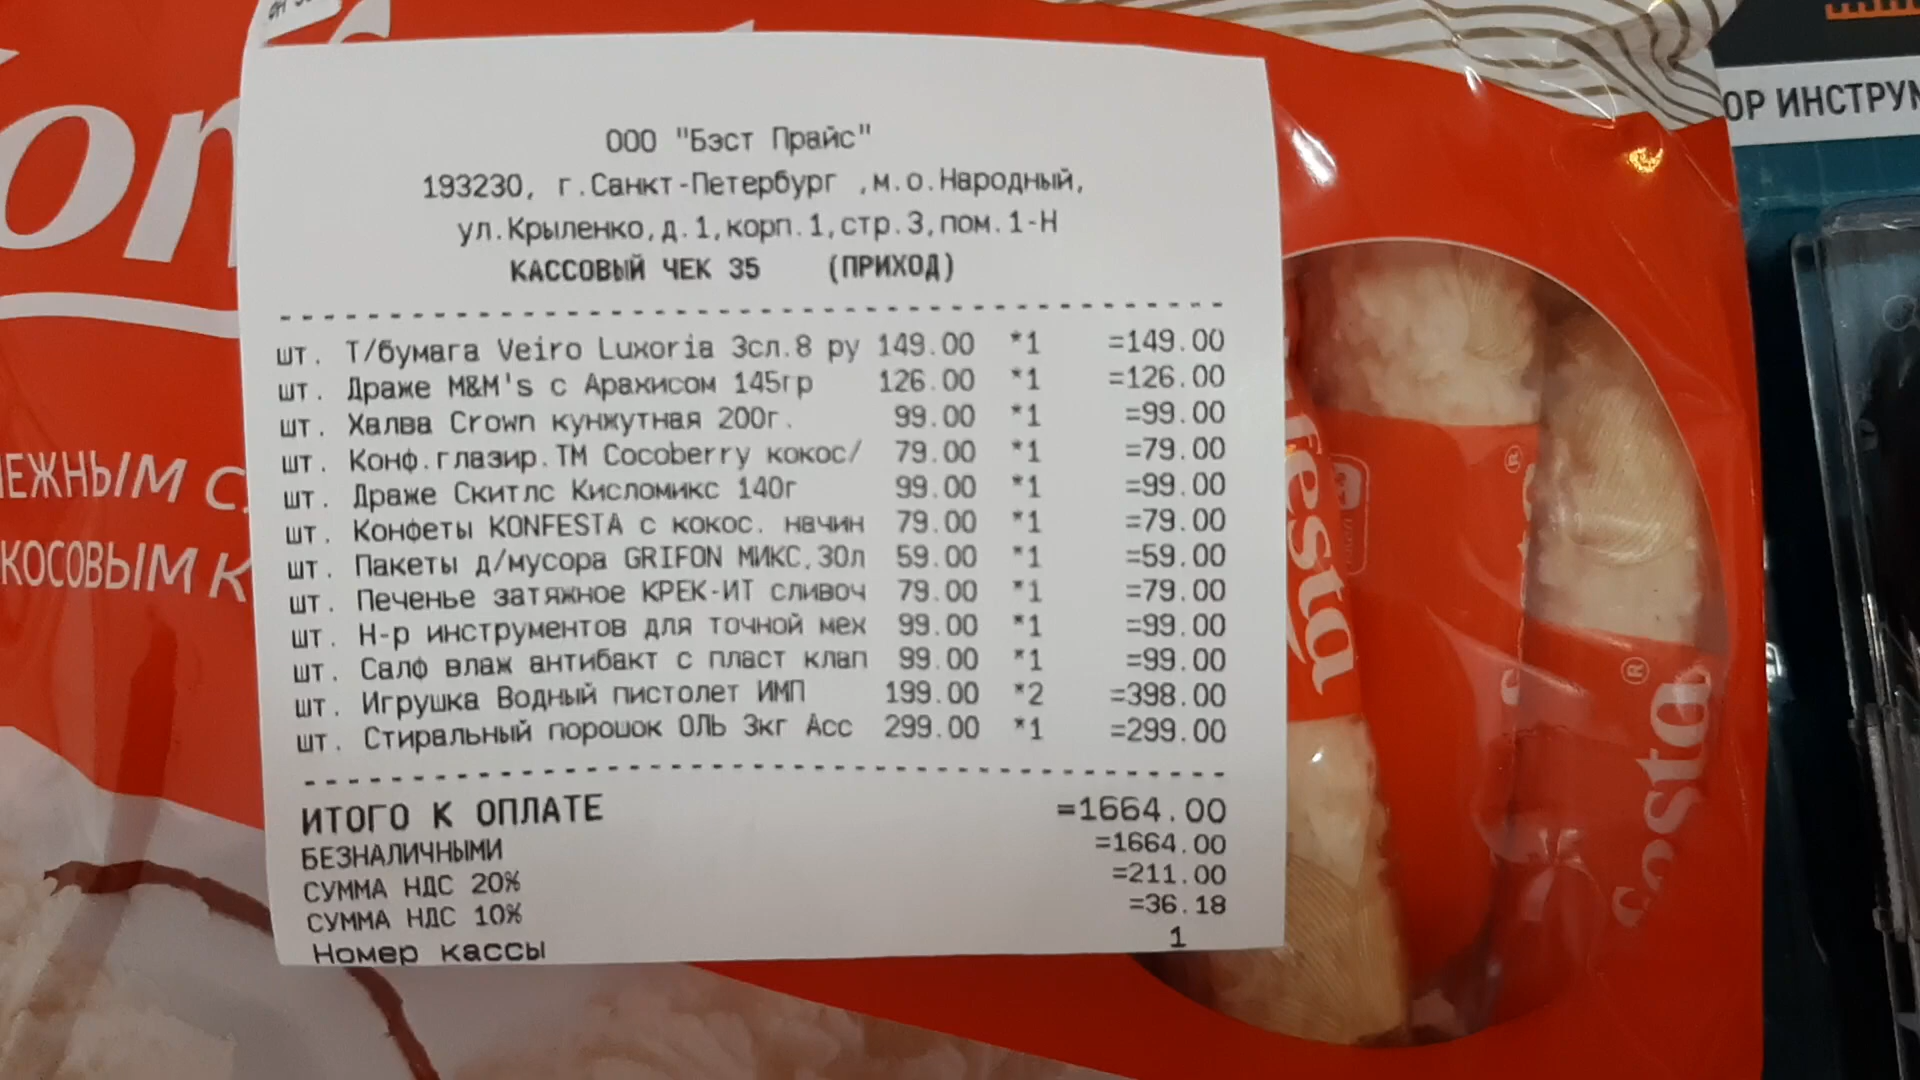 ООО "Бэст Прайс"
193230, г.Санкт-Петербург ,м.о.Народный,
ул.Крыленко,д.1,корп.1,стр.3,пом.1-Н
КАССОВЫЙ ЧЕК 35 (ПРИХОД)
шт. Т/бумага Veiro Luxoria 3сл.8 ру 149.00 *1 =149.00
шт. Драже M&M's с Арахисом 145гр 126.00 *1 =126.00
шт. Халва Crown кунжутная 200г. 99.00 *1 =99.00
шт. Конф.глазир.ТМ Cocoberry кокос/ 79.00 *1 =79.00
шт. Драже Скитлс Кисломикс 140г 99.00 *1 =99.00
шт. Конфеты KONFESTA с кокос. начин 79.00 *1 =79.00
шт. Пакеты д/мусора GRIFON МИКС,30л 59.00 *1 =59.00
шт. Печенье затяжное КРЕК-ИТ сливоч 79.00 *1 =79.00
шт. Н-р инструментов для точной мех 99.00 *1 =99.00
шт. Салф влаж антибакт с пласт клап 99.00 *1 =99.00
шт. Игрушка Водный пистолет ИМП 199.00 *2 =398.00
шт. Стиральный порошок ОЛЬ 3кг Асс 299.00 *1 =299.00
ИТОГО К ОПЛАТЕ =1664.00
БЕЗНАЛИЧНЫМИ =1664.00
СУММА НДС 20% =211.00
СУММА НДС 10% =36.18
Номер кассы 1
ЕЖНЫМ С
КОСОВЫМ К
ОР ИНСТРУМ
festa
festa